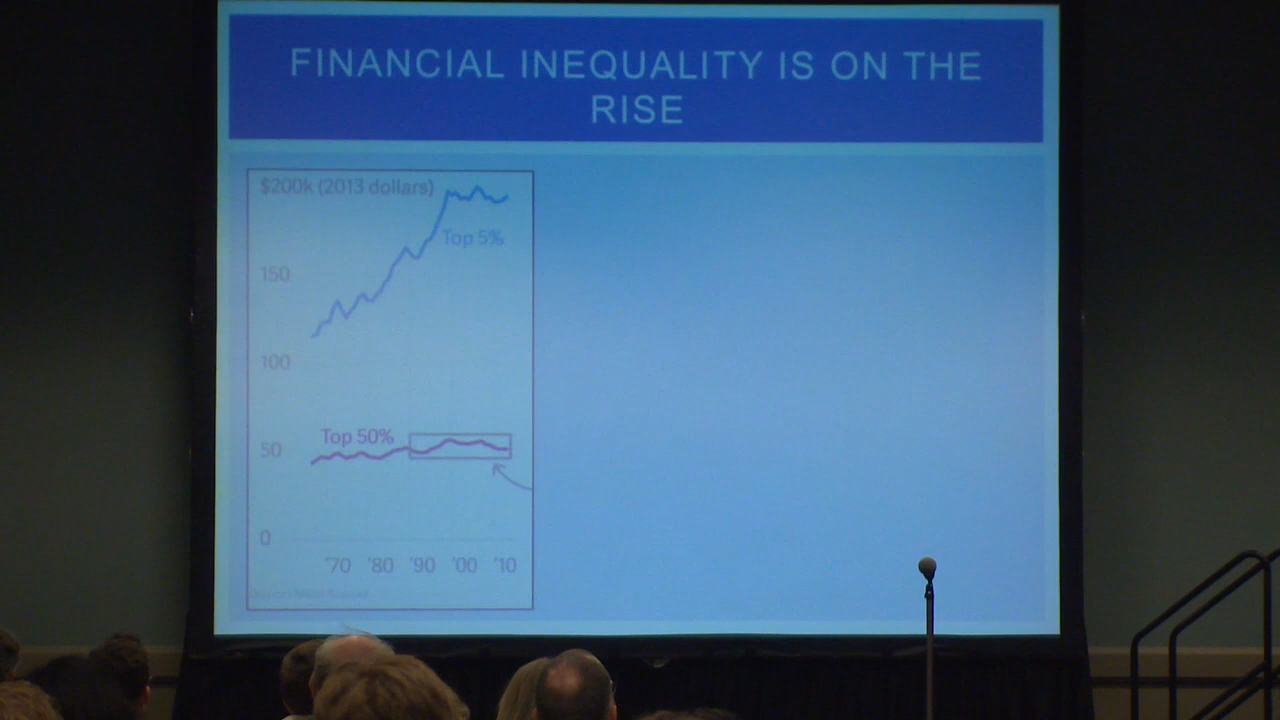 FINANCIAL INEQUALITY IS ON THE
RISE
$200k (2013 dollars)
Top 5%
150
100
Top 50%
50
0
'70 '80 '90 '00 '10